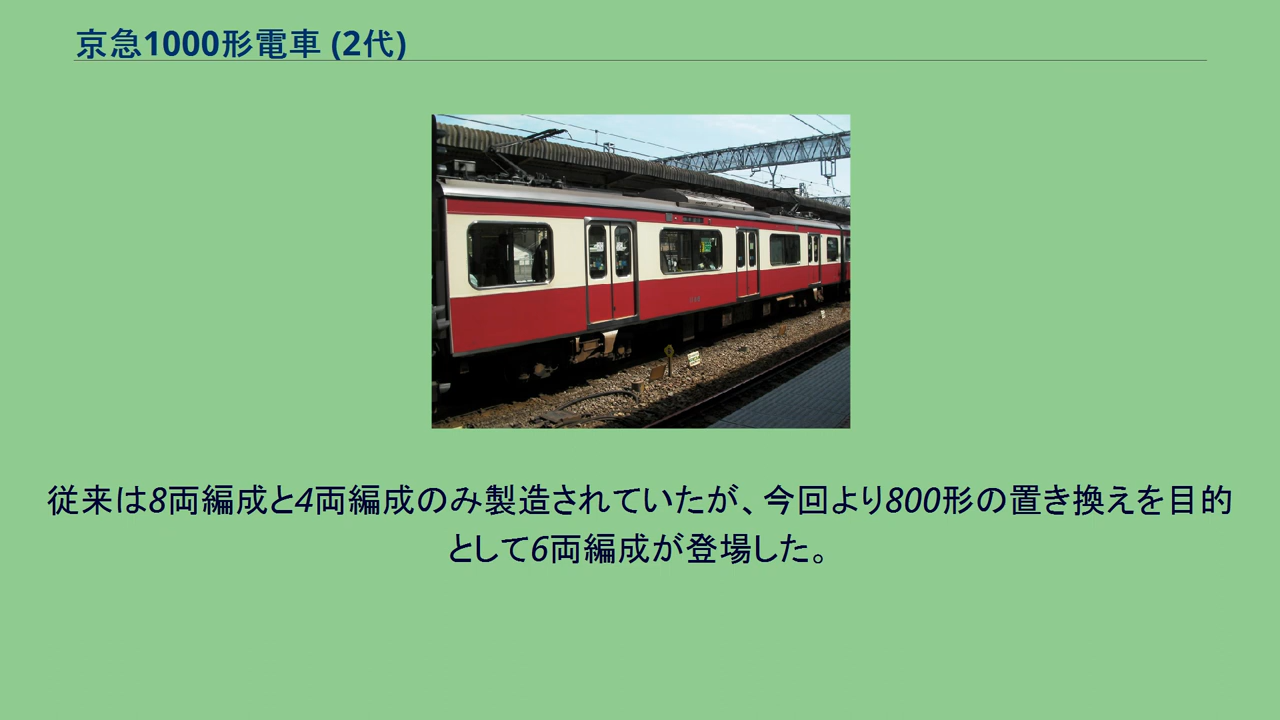 京急1000形電車 (2代)
従来は8両編成と4両編成のみ製造されていたが、今回より800形の置き換えを目的
として6両編成が登場した。